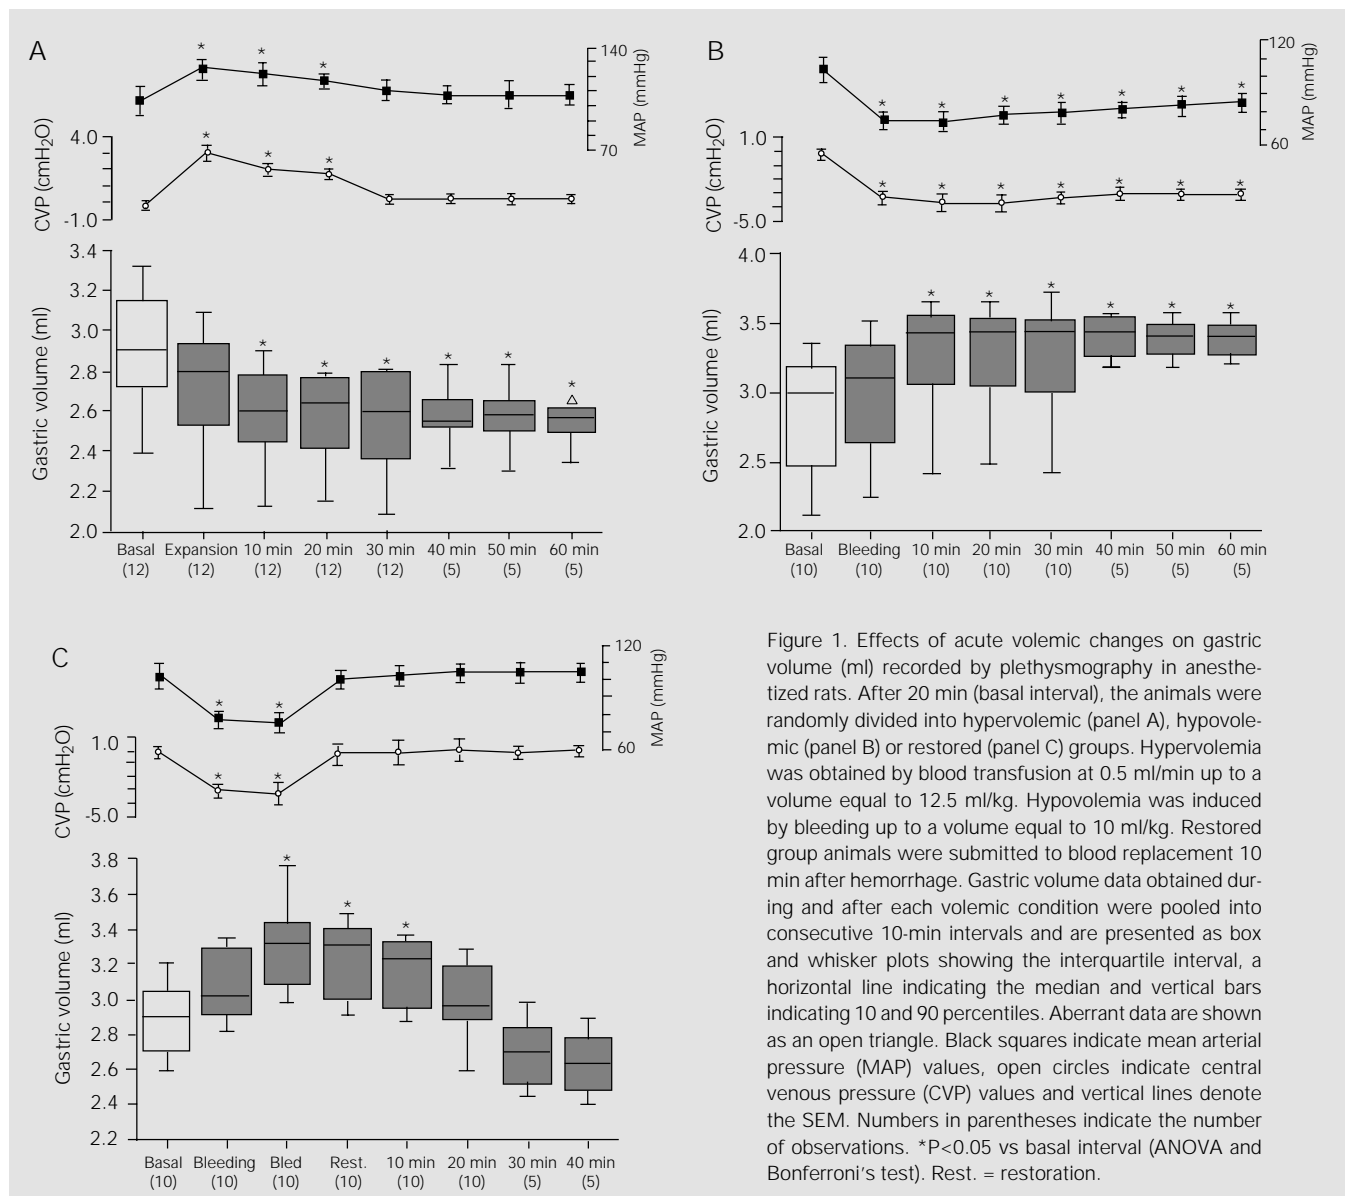 A
*
*
*
140
MAP (mmHg)
70
4.0
CVP (cmH2O)
-1.0
*
*
*
3.4
3.2
3.0
2.8
2.6
2.4
2.2
2.0
Gastric volume (ml)
*
*
*
*
*
*
Basal Expansion 10 min 20 min 30 min 40 min 50 min 60 min
(12) (12) (12) (12) (12) (5) (5) (5)
B
120
MAP (mmHg)
60
*
*
*
*
*
*
*
1.0
CVP (cmH2O)
-5.0
*
*
*
*
*
*
*
4.0
3.5
3.0
2.5
2.0
Gastric volume (ml)
*
*
*
*
*
*
Basal Bleeding 10 min 20 min 30 min 40 min 50 min 60 min
(10) (10) (10) (10) (10) (5) (5) (5)
C
120
MAP (mmHg)
60
*
*
1.0
CVP (cmH2O)
-5.0
*
*
3.8
3.6
3.4
3.2
3.0
2.8
2.6
2.4
2.2
Gastric volume (ml)
*
*
*
Basal Bleeding Bled Rest. 10 min 20 min 30 min 40 min
(10) (10) (10) (10) (10) (10) (5) (5)
Figure 1. Effects of acute volemic changes on gastric
volume (ml) recorded by plethysmography in anesthe-
tized rats. After 20 min (basal interval), the animals were
randomly divided into hypervolemic (panel A), hypovole-
mic (panel B) or restored (panel C) groups. Hypervolemia
was obtained by blood transfusion at 0.5 ml/min up to a
volume equal to 12.5 ml/kg. Hypovolemia was induced
by bleeding up to a volume equal to 10 ml/kg. Restored
group animals were submitted to blood replacement 10
min after hemorrhage. Gastric volume data obtained dur-
ing and after each volemic condition were pooled into
consecutive 10-min intervals and are presented as box
and whisker plots showing the interquartile interval, a
horizontal line indicating the median and vertical bars
indicating 10 and 90 percentiles. Aberrant data are shown
as an open triangle. Black squares indicate mean arterial
pressure (MAP) values, open circles indicate central
venous pressure (CVP) values and vertical lines denote
the SEM. Numbers in parentheses indicate the number
of observations. *P<0.05 vs basal interval (ANOVA and
Bonferroni's test). Rest. = restoration.